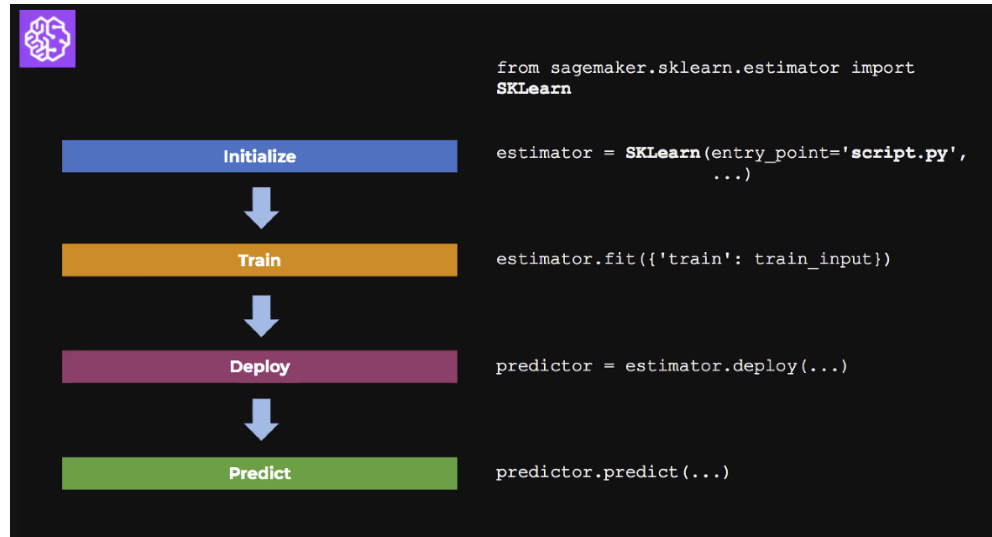 from sagemaker.sklearn.estimator import
SKLearn
Initialize
estimator = SKLearn(entry_point='script.py',
...)
Train
estimator.fit({'train': train_input})
Deploy
predictor = estimator.deploy(...)
Predict
predictor.predict(...)